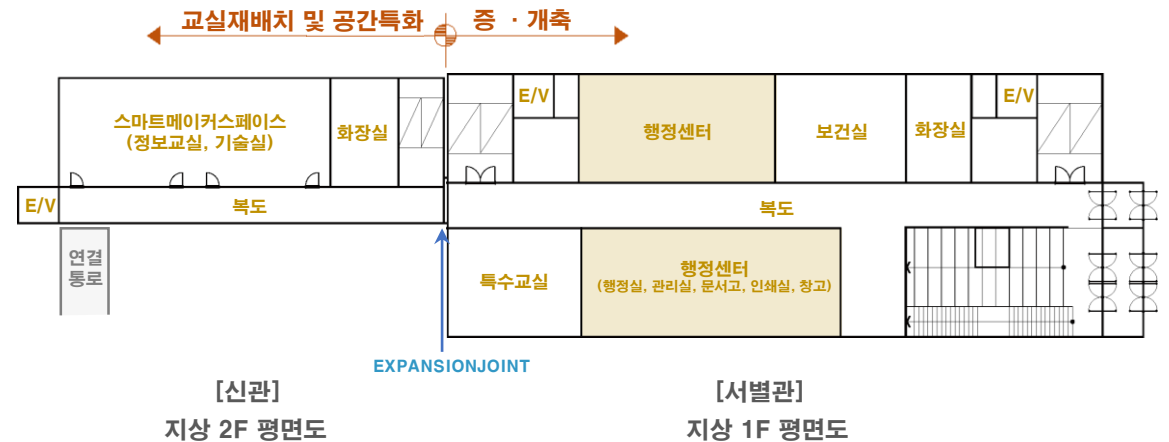 교실재배치 및 공간특화
증 · 개축
E/V
E/V
스마트메이커스페이스
(정보교실, 기술실)
화장실
행정센터
보건실
화장실
E/V
복도
복도
연결
통로
특수교실
행정센터
(행정실, 관리실, 문서고, 인쇄실, 창고)
EXPANSIONJOINT
[신관]
[서별관]
지상 2F 평면도
지상 1F 평면도